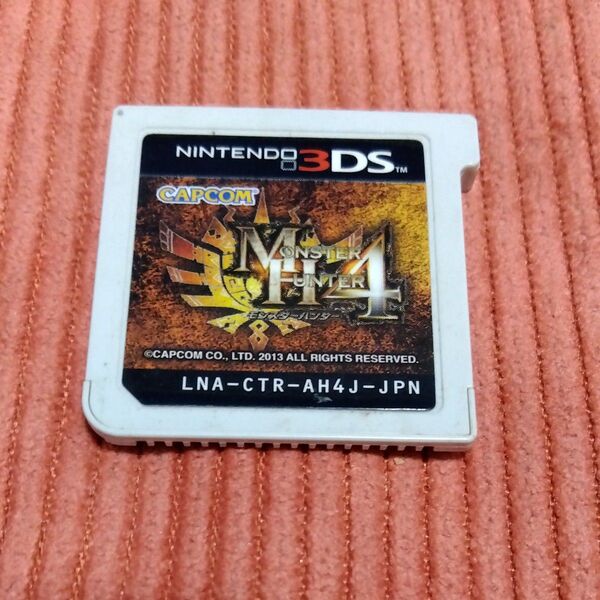 NINTENDO 3DS™
CAPCOM
MONSTER
HUNTER 4
モンスターハンター
©CAPCOM CO., LTD. 2013 ALL RIGHTS RESERVED.
LNA-CTR-AH4J-JPN